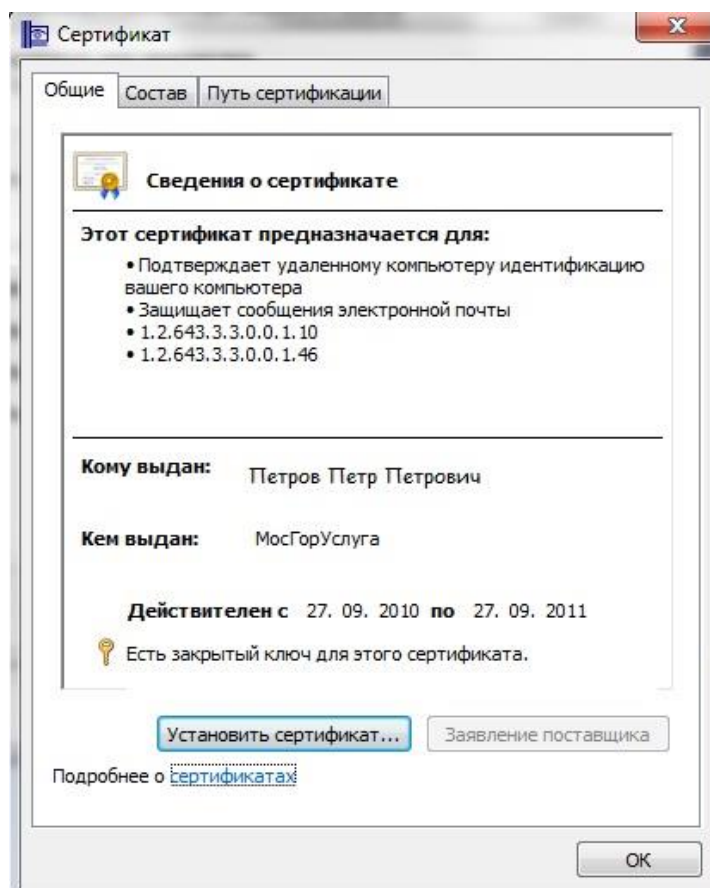 Сертификат
Общие Состав Путь сертификации
Сведения о сертификате
Этот сертификат предназначается для:
• Подтверждает удаленному компьютеру идентификацию
вашего компьютера
• Защищает сообщения электронной почты
• 1.2.643.3.3.0.0.1.10
• 1.2.643.3.3.0.0.1.46
Кому выдан: Петров Петр Петрович
Кем выдан: МосГорУслуга
Действителен с 27. 09. 2010 по 27. 09. 2011
Есть закрытый ключ для этого сертификата.
Установить сертификат... Заявление поставщика
Подробнее о сертификатах
ОК